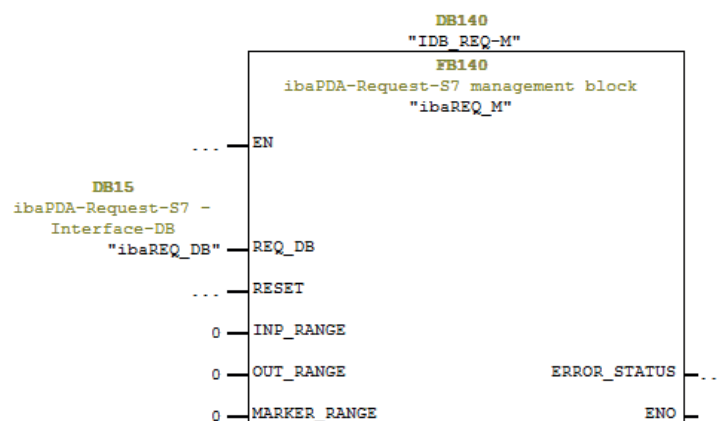 DB140
"IDB_REQ-M"
FB140
ibaPDA-Request-S7 management block
"ibaREQ_M"
... EN
DB15
ibaPDA-Request-S7 -
Interface-DB
"ibaREQ_DB" REQ_DB
... RESET
0 INP_RANGE
0 OUT_RANGE ERROR_STATUS ..
0 MARKER_RANGE ENO